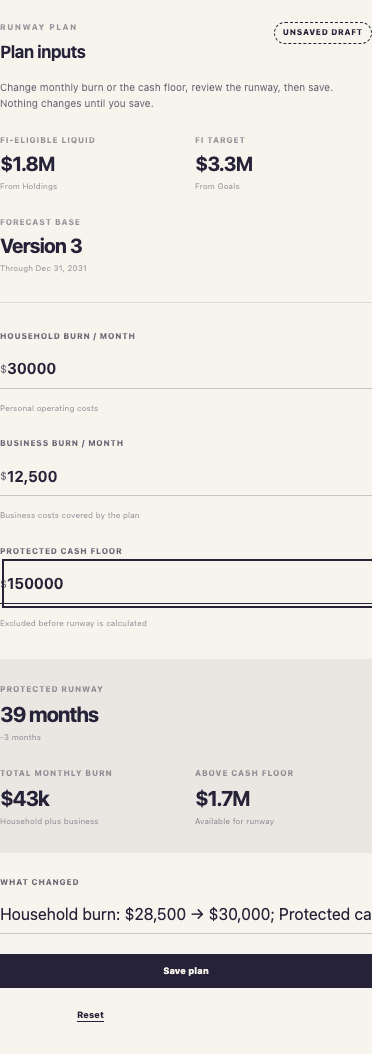 RUNWAY PLAN
UNSAVED DRAFT
Plan inputs
Change monthly burn or the cash floor, review the runway, then save.
Nothing changes until you save.
FI-ELIGIBLE LIQUID
FI TARGET
$1.8M
$3.3M
From Holdings
From Goals
FORECAST BASE
Version 3
Through Dec 31, 2031
HOUSEHOLD BURN / MONTH
$30000
Personal operating costs
BUSINESS BURN / MONTH
$12,500
Business costs covered by the plan
PROTECTED CASH FLOOR
$150000
Excluded before runway is calculated
PROTECTED RUNWAY
39 months
-3 months
TOTAL MONTHLY BURN
ABOVE CASH FLOOR
$43k
$1.7M
Household plus business
Available for runway
WHAT CHANGED
Household burn: $28,500 → $30,000; Protected ca
Save plan
Reset